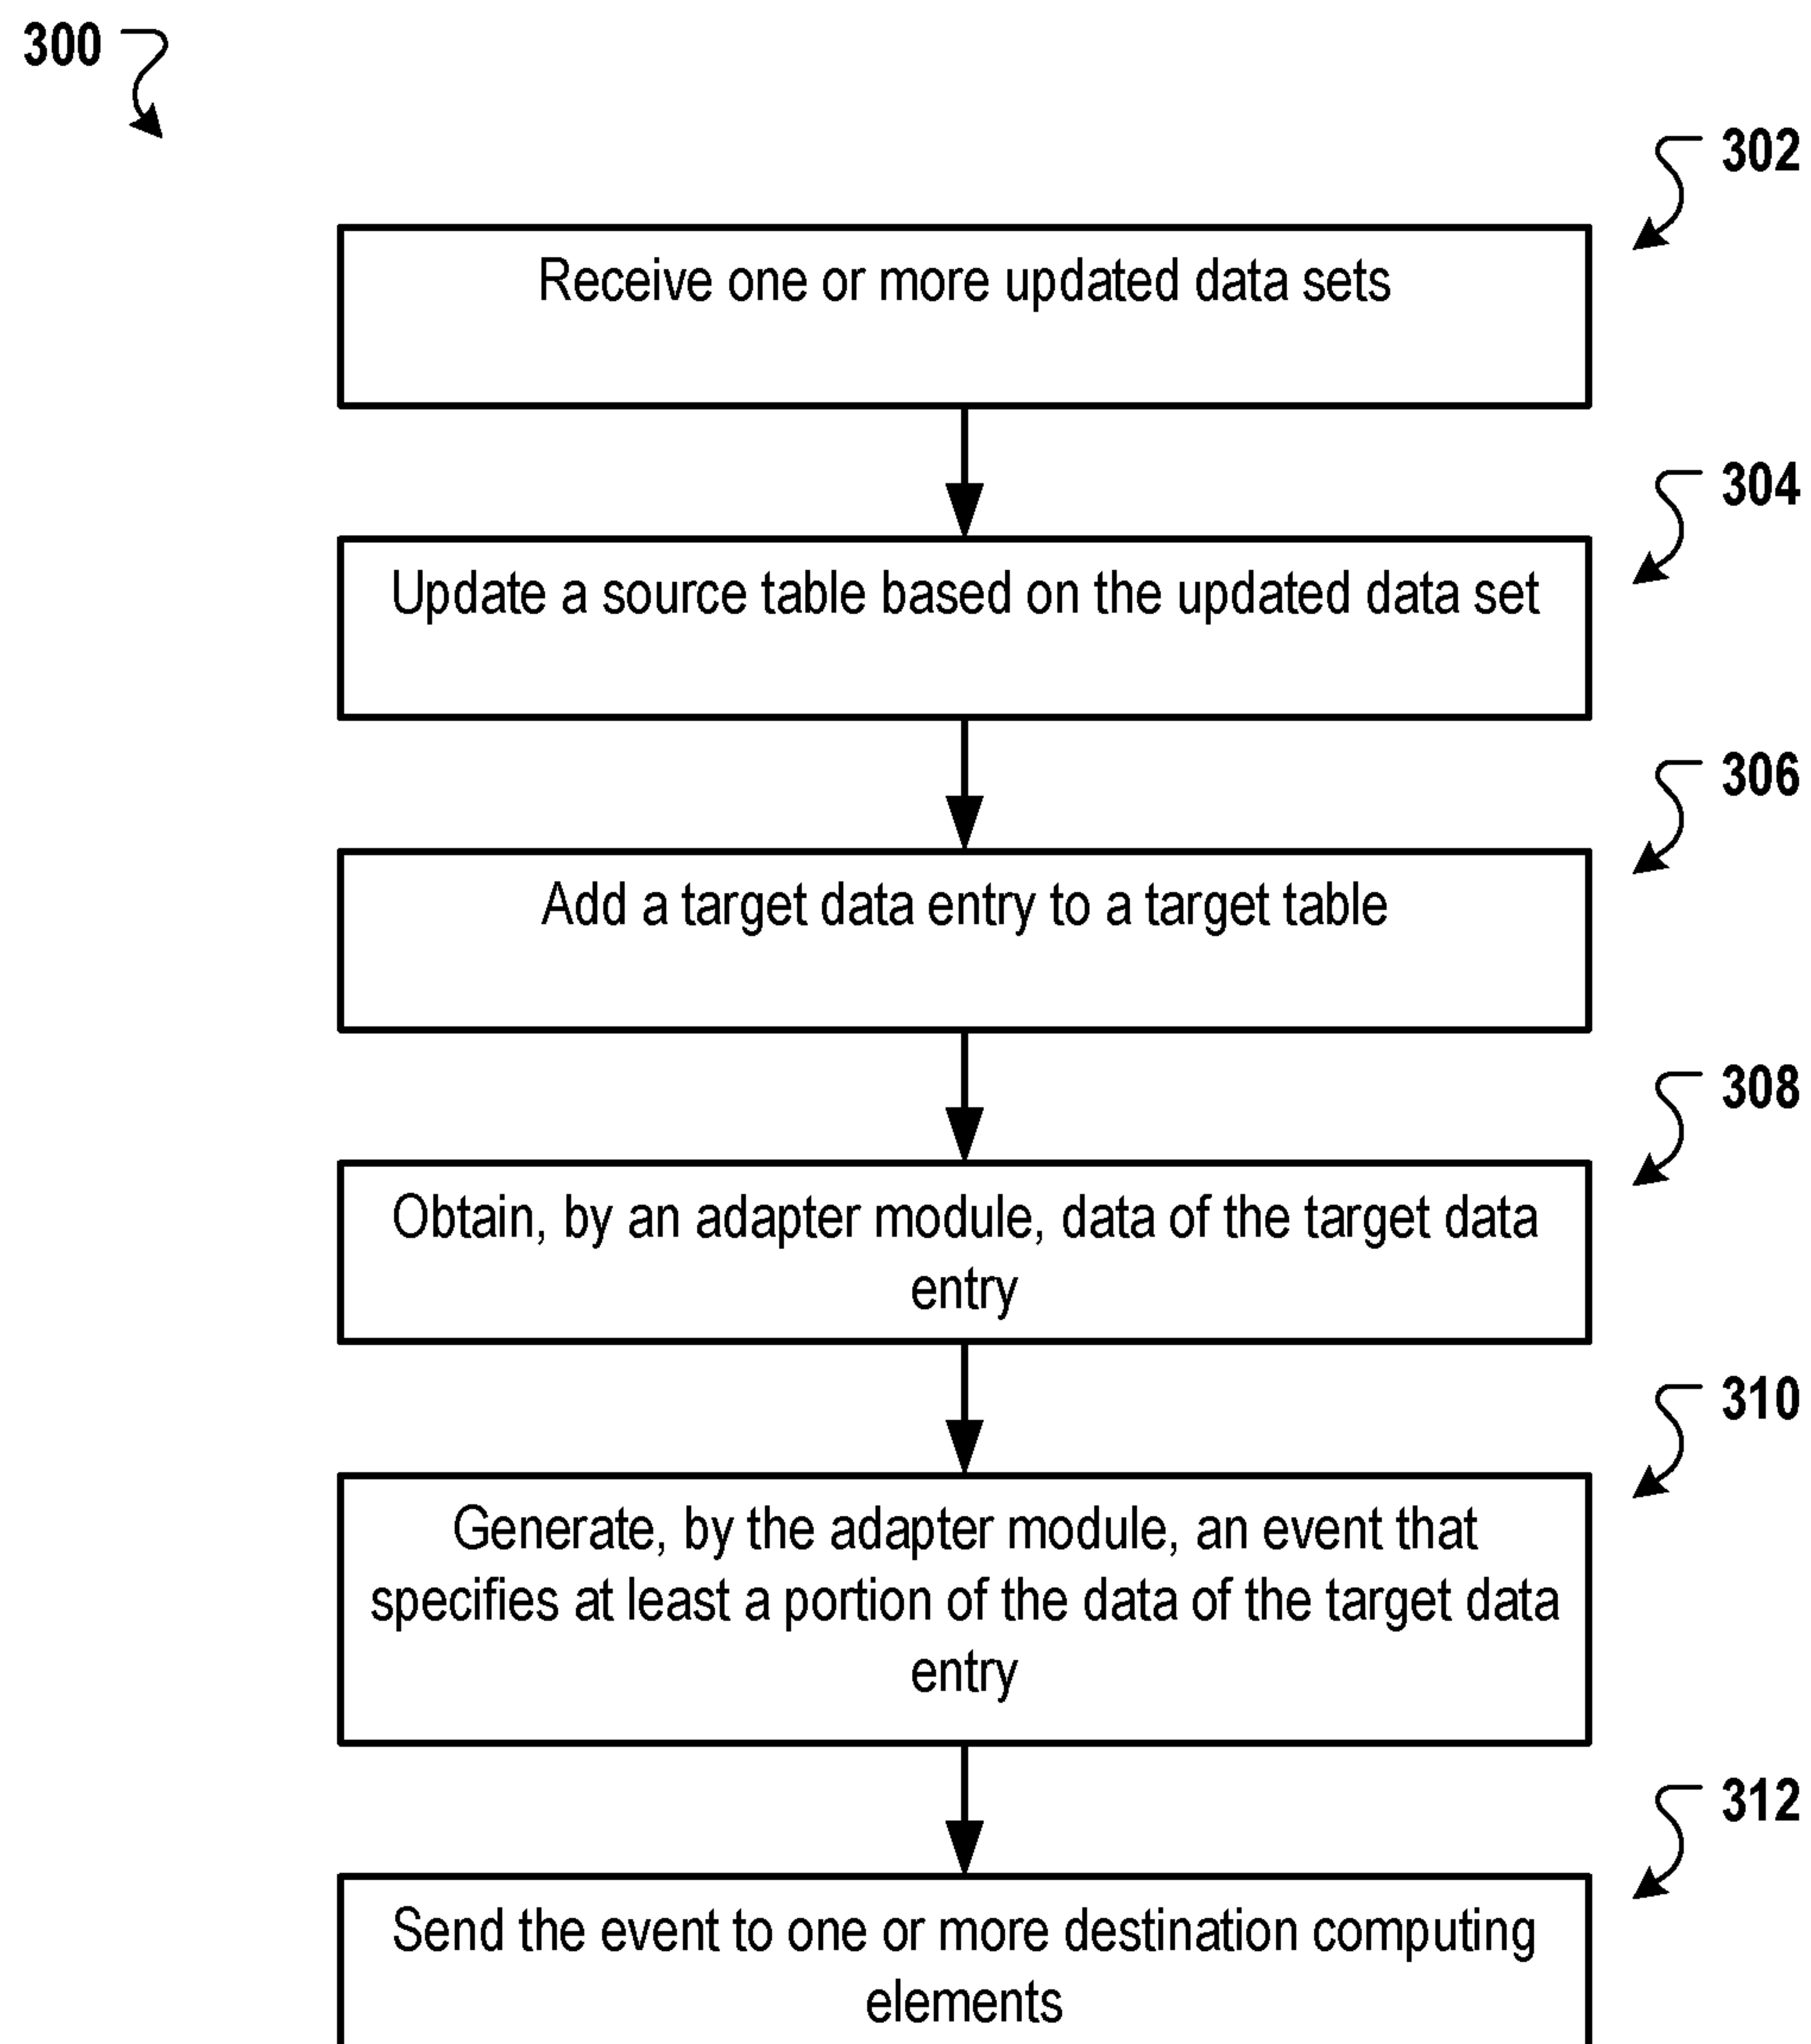 300
302
Receive one or more updated data sets
304
Update a source table based on the updated data set
306
Add a target data entry to a target table
308
Obtain, by an adapter module, data of the target data
entry
310
Generate, by the adapter module, an event that
specifies at least a portion of the data of the target data
entry
312
Send the event to one or more destination computing
elements